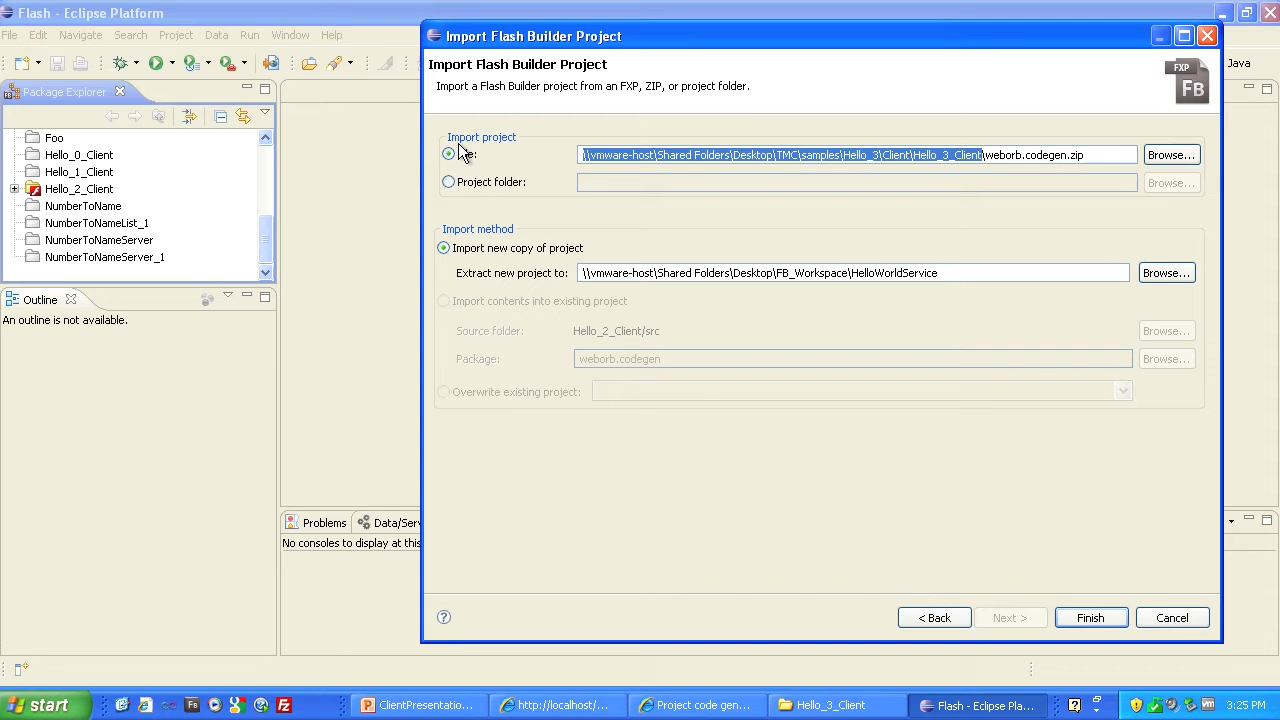 Flash - Eclipse Platform
File Edit Navigate Search Project Data Run Window Help
Java
Package Explorer
Foo
Hello_0_Client
Hello_1_Client
Hello_2_Client
NumberToName
NumberToNameList_1
NumberToNameServer
NumberToNameServer_1
Outline
An outline is not available.
Problems Data/Serv
No consoles to display at this
Import Flash Builder Project
Import Flash Builder Project
Import a Flash Builder project from an FXP, ZIP, or project folder.
FXP
FB
Import project
\\vmware-host\Shared Folders\Desktop\TMC\samples\Hello_3\Client\Hello_3_Client\weborb.codegen.zip Browse...
Project folder: Browse...
Import method
Import new copy of project
Extract new project to: \\vmware-host\Shared Folders\Desktop\FB_Workspace\HelloWorldService Browse...
Import contents into existing project
Source folder: Hello_2_Client/src Browse...
Package: weborb.codegen Browse...
Overwrite existing project:
? < Back Next > Finish Cancel
start Fb ClientPresentatio... http://localhost/... Project code gen... Hello_3_Client Flash - Eclipse Pla... 3:25 PM